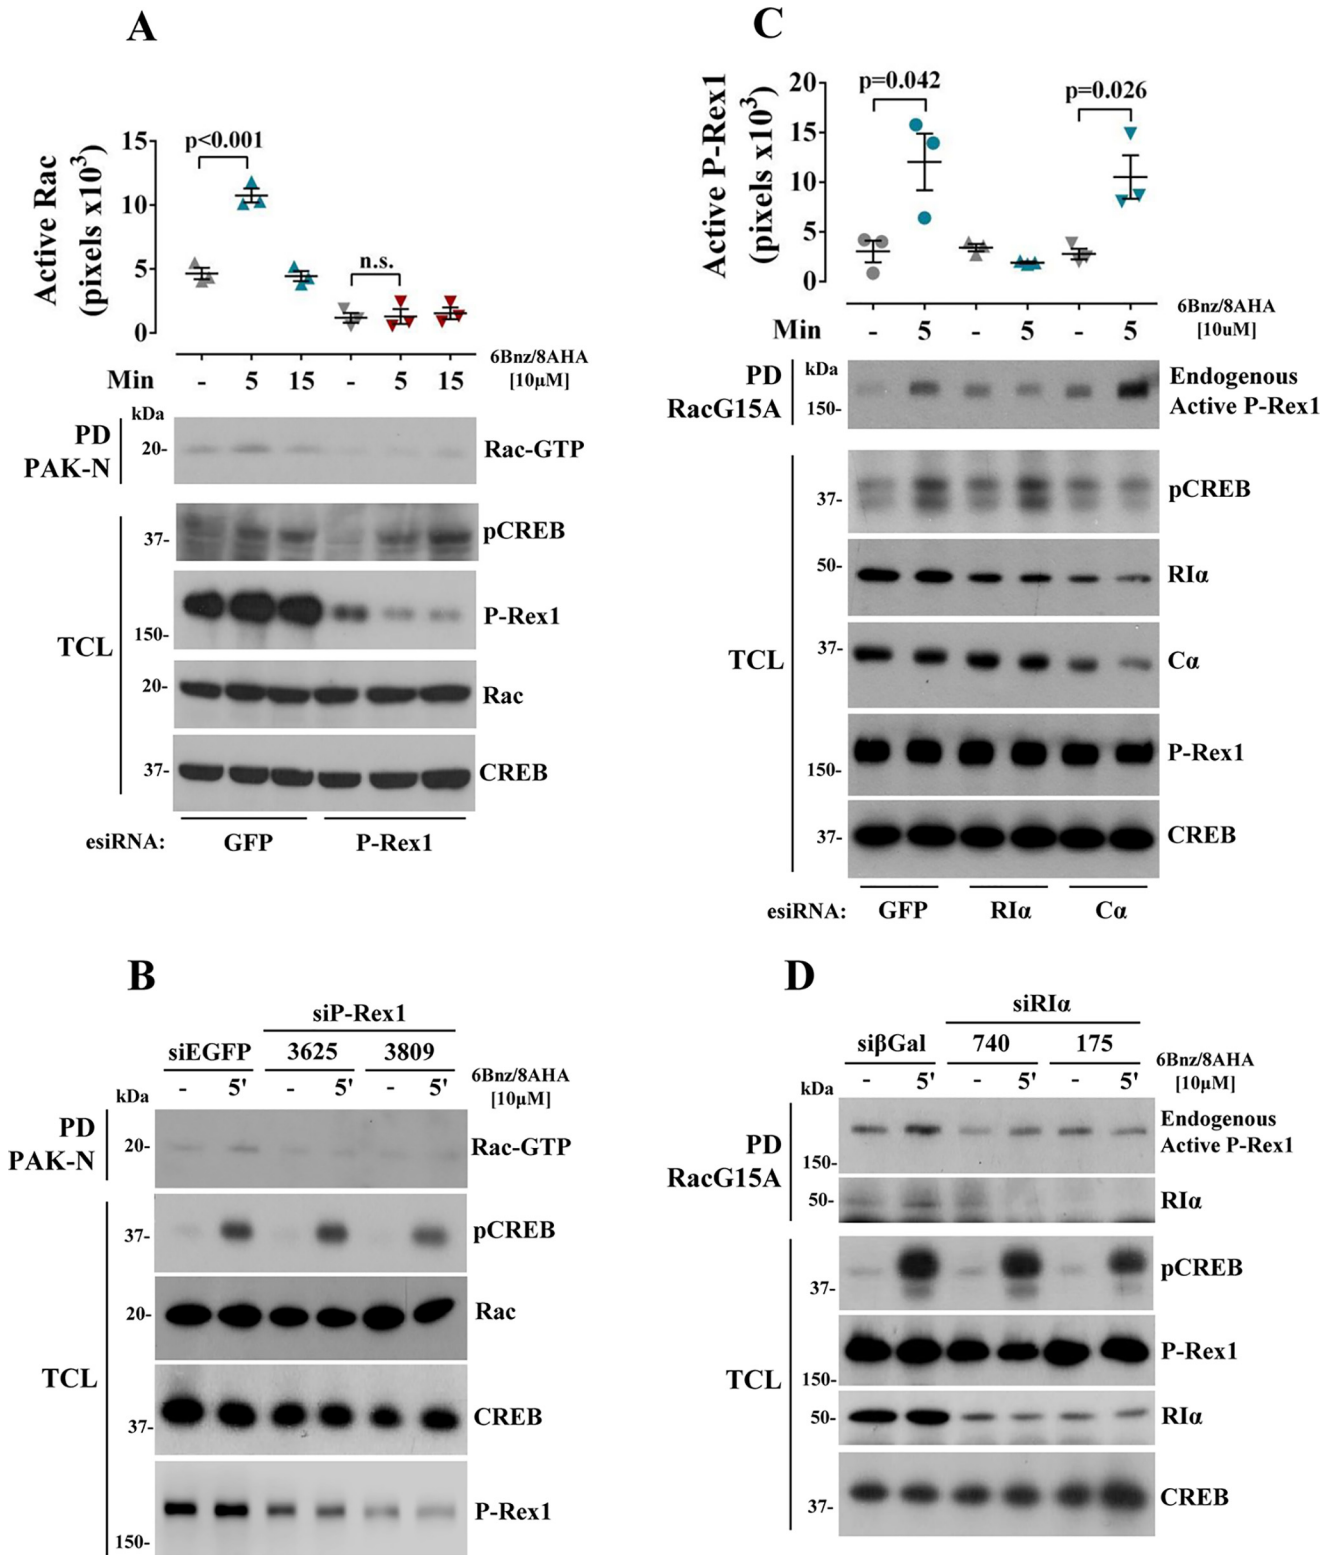 A
Active Rac
(pixels x10³)
15
10
5
0
p<0.001
n.s.
6Bnz/8AHA
[10µM]
Min - 5 15 - 5 15
kDa
PD
PAK-N
20-
Rac-GTP
TCL
37-
pCREB
150-
P-Rex1
20-
Rac
37-
CREB
esiRNA: GFP P-Rex1
B
siP-Rex1
siEGFP 3625 3809
- 5' - 5' - 5'
6Bnz/8AHA
[10µM]
kDa
PD
PAK-N
20-
Rac-GTP
TCL
37-
pCREB
20-
Rac
37-
CREB
150-
P-Rex1
C
Active P-Rex1
(pixels x10³)
20
15
10
5
0
p=0.042
p=0.026
6Bnz/8AHA
[10uM]
Min - 5 - 5 - 5
PD
RacG15A
kDa
150-
Endogenous
Active P-Rex1
TCL
37-
pCREB
50-
RIα
37-
Cα
150-
P-Rex1
37-
CREB
esiRNA: GFP RIα Cα
D
siRIα
siβGal 740 175
- 5' - 5' - 5'
6Bnz/8AHA
[10µM]
kDa
PD
RacG15A
150-
Endogenous
Active P-Rex1
50-
RIα
TCL
37-
pCREB
150-
P-Rex1
50-
RIα
37-
CREB